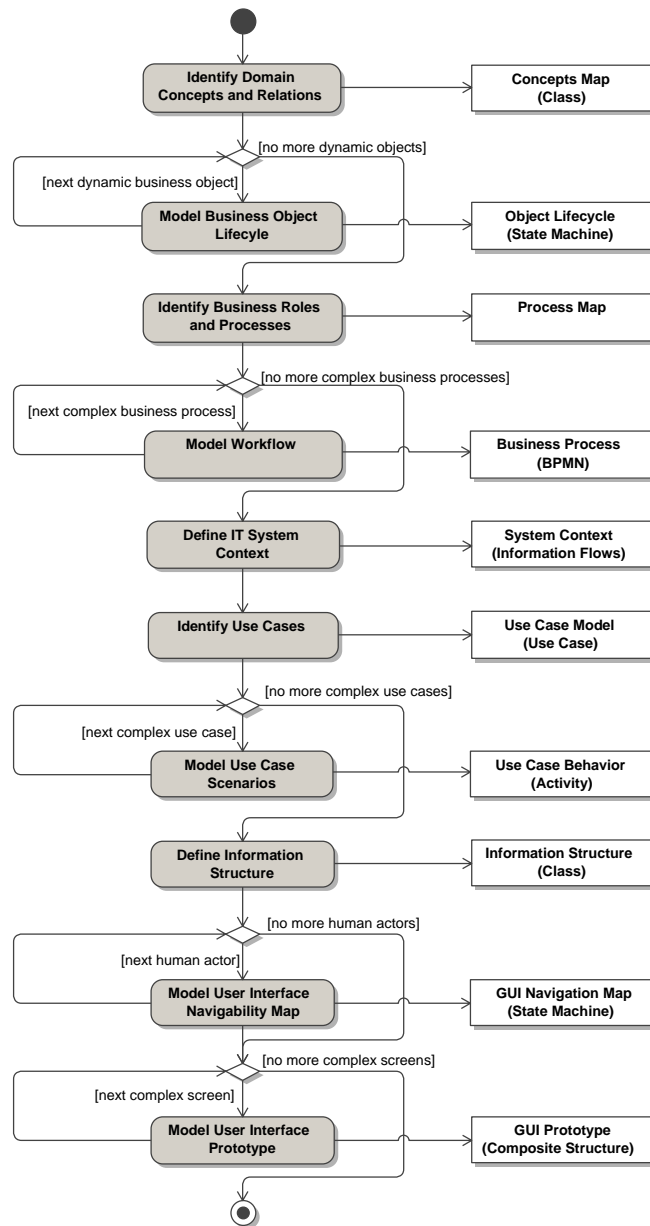 Identify Domain
Concepts and Relations
Concepts Map
(Class)
[no more dynamic objects]
[next dynamic business object]
Model Business Object
Lifecyle
Object Lifecycle
(State Machine)
Identify Business Roles
and Processes
Process Map
[no more complex business processes]
[next complex business process]
Model Workflow
Business Process
(BPMN)
Define IT System
Context
System Context
(Information Flows)
Identify Use Cases
Use Case Model
(Use Case)
[no more complex use cases]
[next complex use case]
Model Use Case
Scenarios
Use Case Behavior
(Activity)
Define Information
Structure
Information Structure
(Class)
[no more human actors]
[next human actor]
Model User Interface
Navigability Map
GUI Navigation Map
(State Machine)
[no more complex screens]
[next complex screen]
Model User Interface
Prototype
GUI Prototype
(Composite Structure)